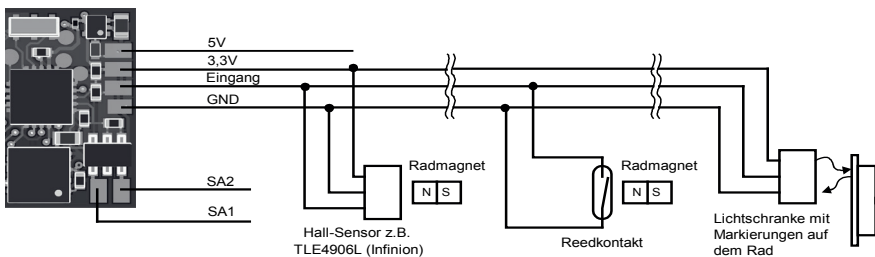 5V
3,3V
Eingang
GND
SA2
SA1
Radmagnet
N S
Hall-Sensor z.B.
TLE4906L (Infinion)
Radmagnet
N S
Reedkontakt
Lichtschranke mit
Markierungen auf
dem Rad